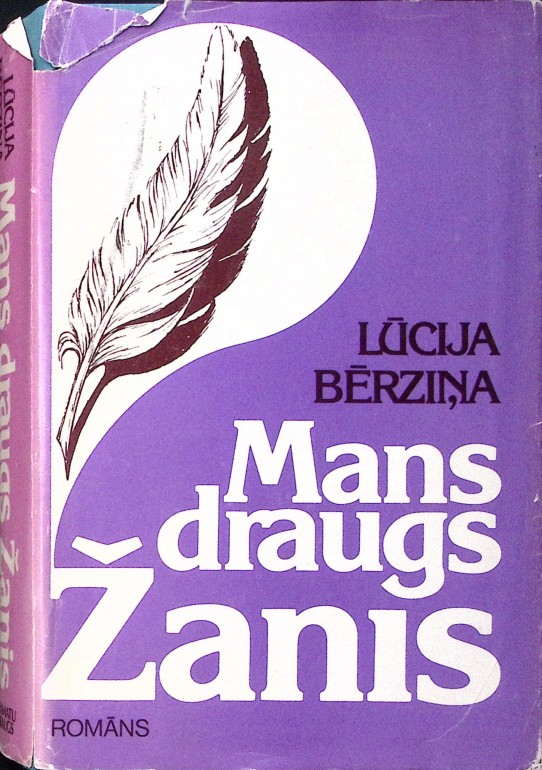 LŪCIJA
BĒRZIŅA
Mans
draugs
Žanis
ROMĀNS
LŪCIJA
Mans draugs Žanis